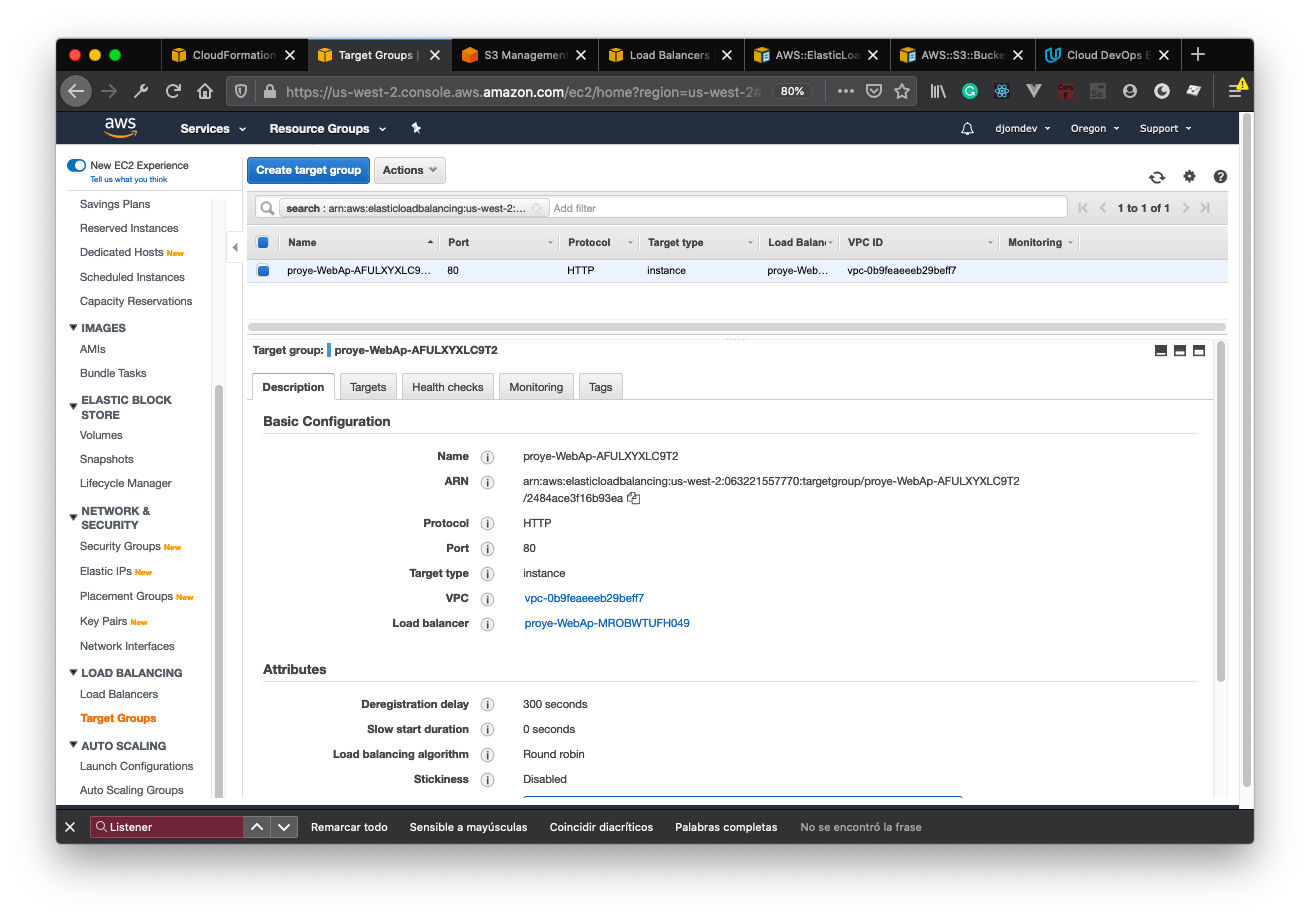 CloudFormation
Target Groups |
S3 Management
Load Balancers
AWS::ElasticLoa
AWS::S3::Bucke
Cloud DevOps E
https://us-west-2.console.aws.amazon.com/ec2/home?region=us-west-2#
80%
aws
Services
Resource Groups
djomdev
Oregon
Support
New EC2 Experience
Tell us what you think
Savings Plans
Reserved Instances
Dedicated Hosts New
Scheduled Instances
Capacity Reservations
IMAGES
AMIs
Bundle Tasks
ELASTIC BLOCK
STORE
Volumes
Snapshots
Lifecycle Manager
NETWORK &
SECURITY
Security Groups New
Elastic IPs New
Placement Groups New
Key Pairs New
Network Interfaces
LOAD BALANCING
Load Balancers
Target Groups
AUTO SCALING
Launch Configurations
Auto Scaling Groups
Create target group
Actions
search : arn:aws:elasticloadbalancing:us-west-2:...
Add filter
1 to 1 of 1
Name Port Protocol Target type Load Balan VPC ID Monitoring
proye-WebAp-AFULXYXLC9... 80 HTTP instance proye-Web... vpc-0b9feaeeeb29beff7
Target group: proye-WebAp-AFULXYXLC9T2
Description Targets Health checks Monitoring Tags
Basic Configuration
Name proye-WebAp-AFULXYXLC9T2
ARN arn:aws:elasticloadbalancing:us-west-2:063221557770:targetgroup/proye-WebAp-AFULXYXLC9T2
/2484ace3f16b93ea
Protocol HTTP
Port 80
Target type instance
VPC vpc-0b9feaeeeb29beff7
Load balancer proye-WebAp-MROBWTUFH049
Attributes
Deregistration delay 300 seconds
Slow start duration 0 seconds
Load balancing algorithm Round robin
Stickiness Disabled
Listener
Remarcar todo
Sensible a mayúsculas
Coincidir diacríticos
Palabras completas
No se encontró la frase